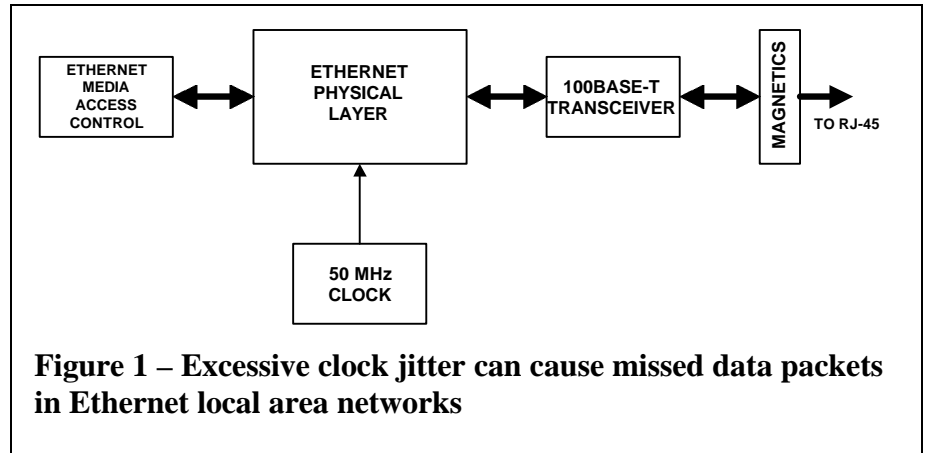 ETHERNET
MEDIA
ACCESS
CONTROL
ETHERNET
PHYSICAL
LAYER
100BASE-T
TRANSCEIVER
MAGNETICS
TO RJ-45
50 MHz
CLOCK
Figure 1 – Excessive clock jitter can cause missed data packets
in Ethernet local area networks